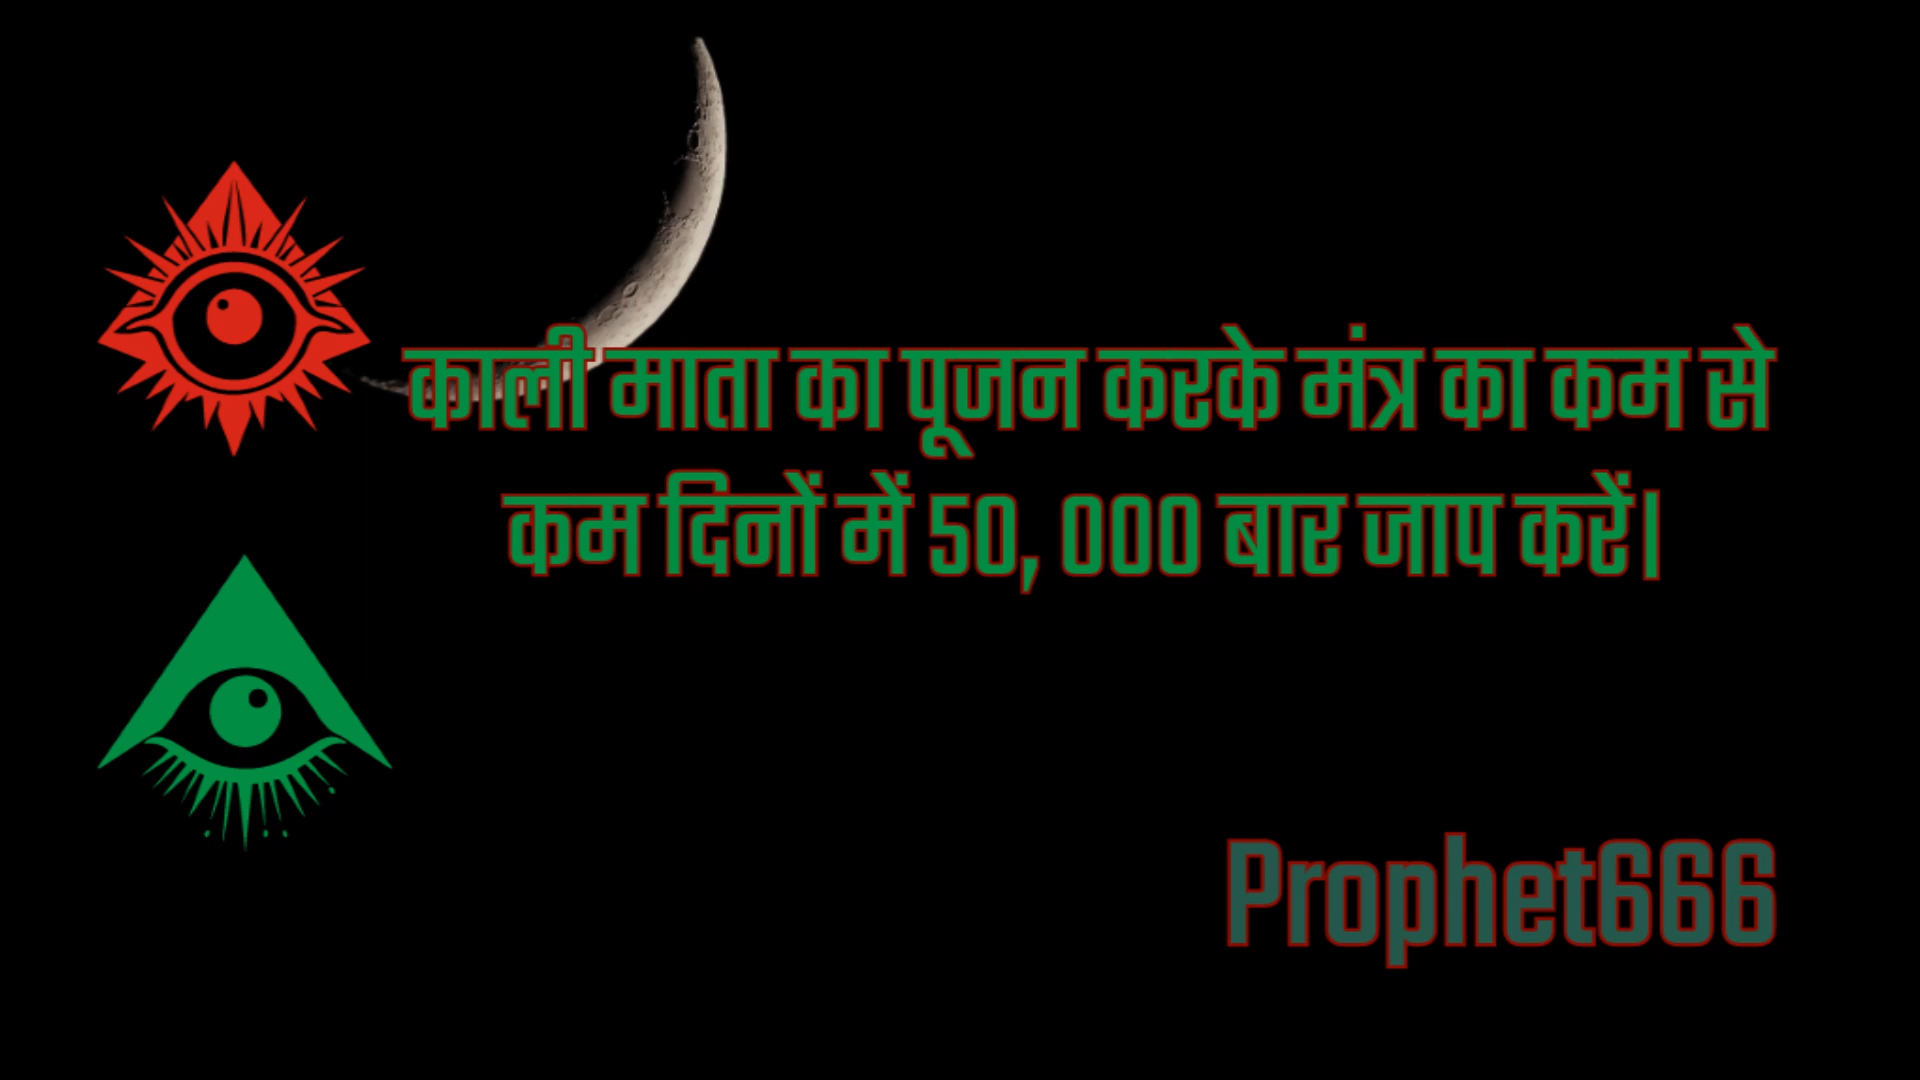 काली माता का पूजन करके मंत्र का कम से
कम दिनों में 50, 000 बार जाप करें।
Prophet666